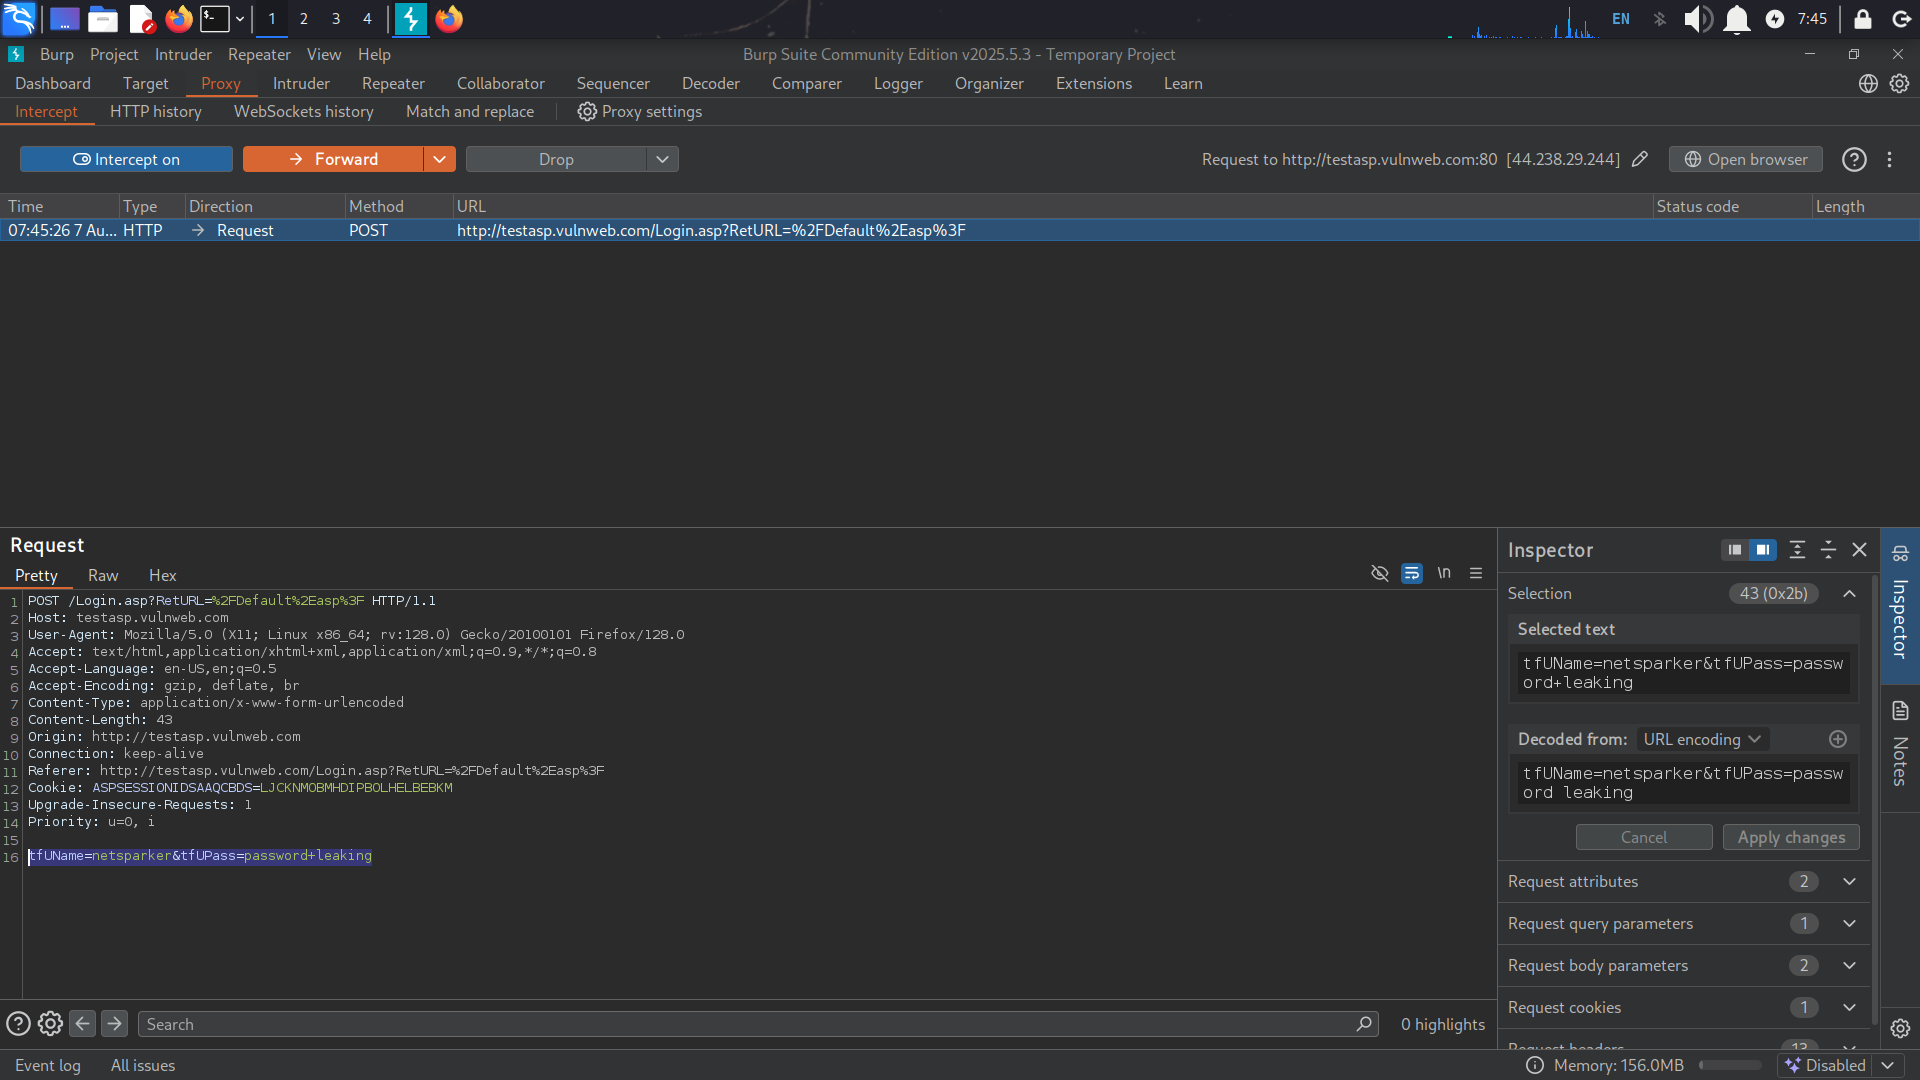 1 2 3 4 EN 7:45
Burp Project Intruder Repeater View Help Burp Suite Community Edition v2025.5.3 - Temporary Project
Dashboard Target Proxy Intruder Repeater Collaborator Sequencer Decoder Comparer Logger Organizer Extensions Learn
Intercept HTTP history WebSockets history Match and replace Proxy settings
Intercept on Forward Drop Request to http://testasp.vulnweb.com:80 [44.238.29.244] Open browser
Time Type Direction Method URL Status code Length
07:45:26 7 Au... HTTP → Request POST http://testasp.vulnweb.com/Login.asp?RetURL=%2FDefault%2Easp%3F
Request
Pretty Raw Hex \n
1 POST /Login.asp?RetURL=%2FDefault%2Easp%3F HTTP/1.1
2 Host: testasp.vulnweb.com
3 User-Agent: Mozilla/5.0 (X11; Linux x86_64; rv:128.0) Gecko/20100101 Firefox/128.0
4 Accept: text/html,application/xhtml+xml,application/xml;q=0.9,*/*;q=0.8
5 Accept-Language: en-US,en;q=0.5
6 Accept-Encoding: gzip, deflate, br
7 Content-Type: application/x-www-form-urlencoded
8 Content-Length: 43
9 Origin: http://testasp.vulnweb.com
10 Connection: keep-alive
11 Referer: http://testasp.vulnweb.com/Login.asp?RetURL=%2FDefault%2Easp%3F
12 Cookie: ASPSESSIONIDSAAQCBDS=LJCKNMOBMHDIPBOLHELBEBKM
13 Upgrade-Insecure-Requests: 1
14 Priority: u=0, i
15
16 tfUName=netsparker&tfUPass=password+leaking
Search 0 highlights
Inspector
Selection 43 (0x2b)
Selected text
tfUName=netsparker&tfUPass=passw
ord+leaking
Decoded from: URL encoding
tfUName=netsparker&tfUPass=passw
ord leaking
Cancel Apply changes
Request attributes 2
Request query parameters 1
Request body parameters 2
Request cookies 1
Request headers 13
Inspector
Notes
Event log All issues Memory: 156.0MB Disabled